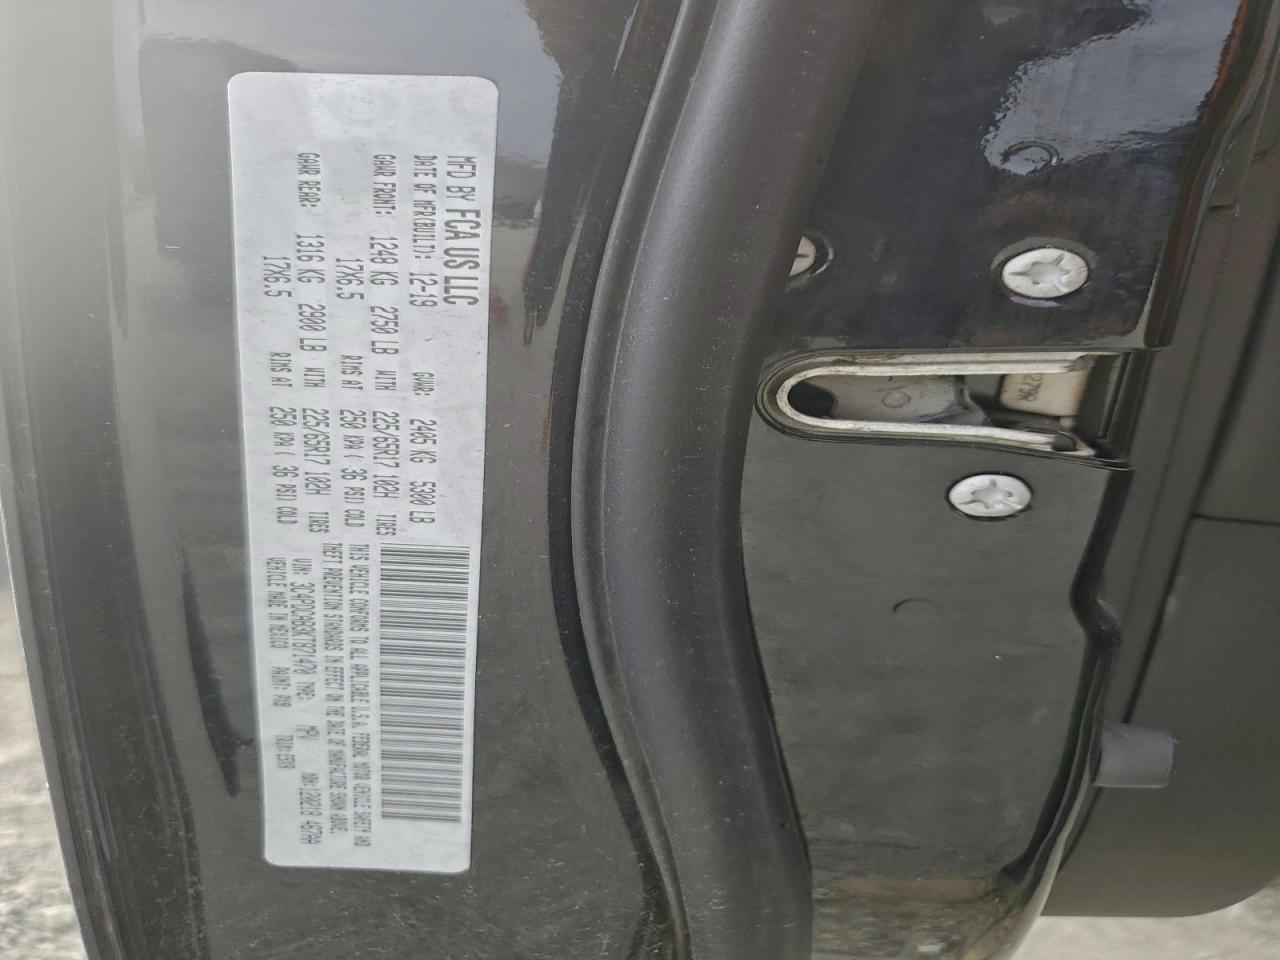 MFD BY FCA US LLC
DATE OF MFR(BUILT): 12-19 GVWR: 2405 KG 5300 LB
GAWR FRONT: 1248 KG 2750 LB WITH 225/65R17 102H TIRES
17X6.5 RIMS AT 250 KPA( 36 PSI) COLD
GAWR REAR: 1316 KG 2900 LB WITH 225/65R17 102H TIRES
17X6.5 RIMS AT 250 KPA( 36 PSI) COLD
THIS VEHICLE CONFORMS TO ALL APPLICABLE U.S.A. FEDERAL MOTOR VEHICLE SAFETY AND
THEFT PREVENTION STANDARDS IN EFFECT ON THE DATE OF MANUFACTURE SHOWN ABOVE.
TYPE: MPV
VEHICLE MADE IN MEXICO PAINT: TRIM: